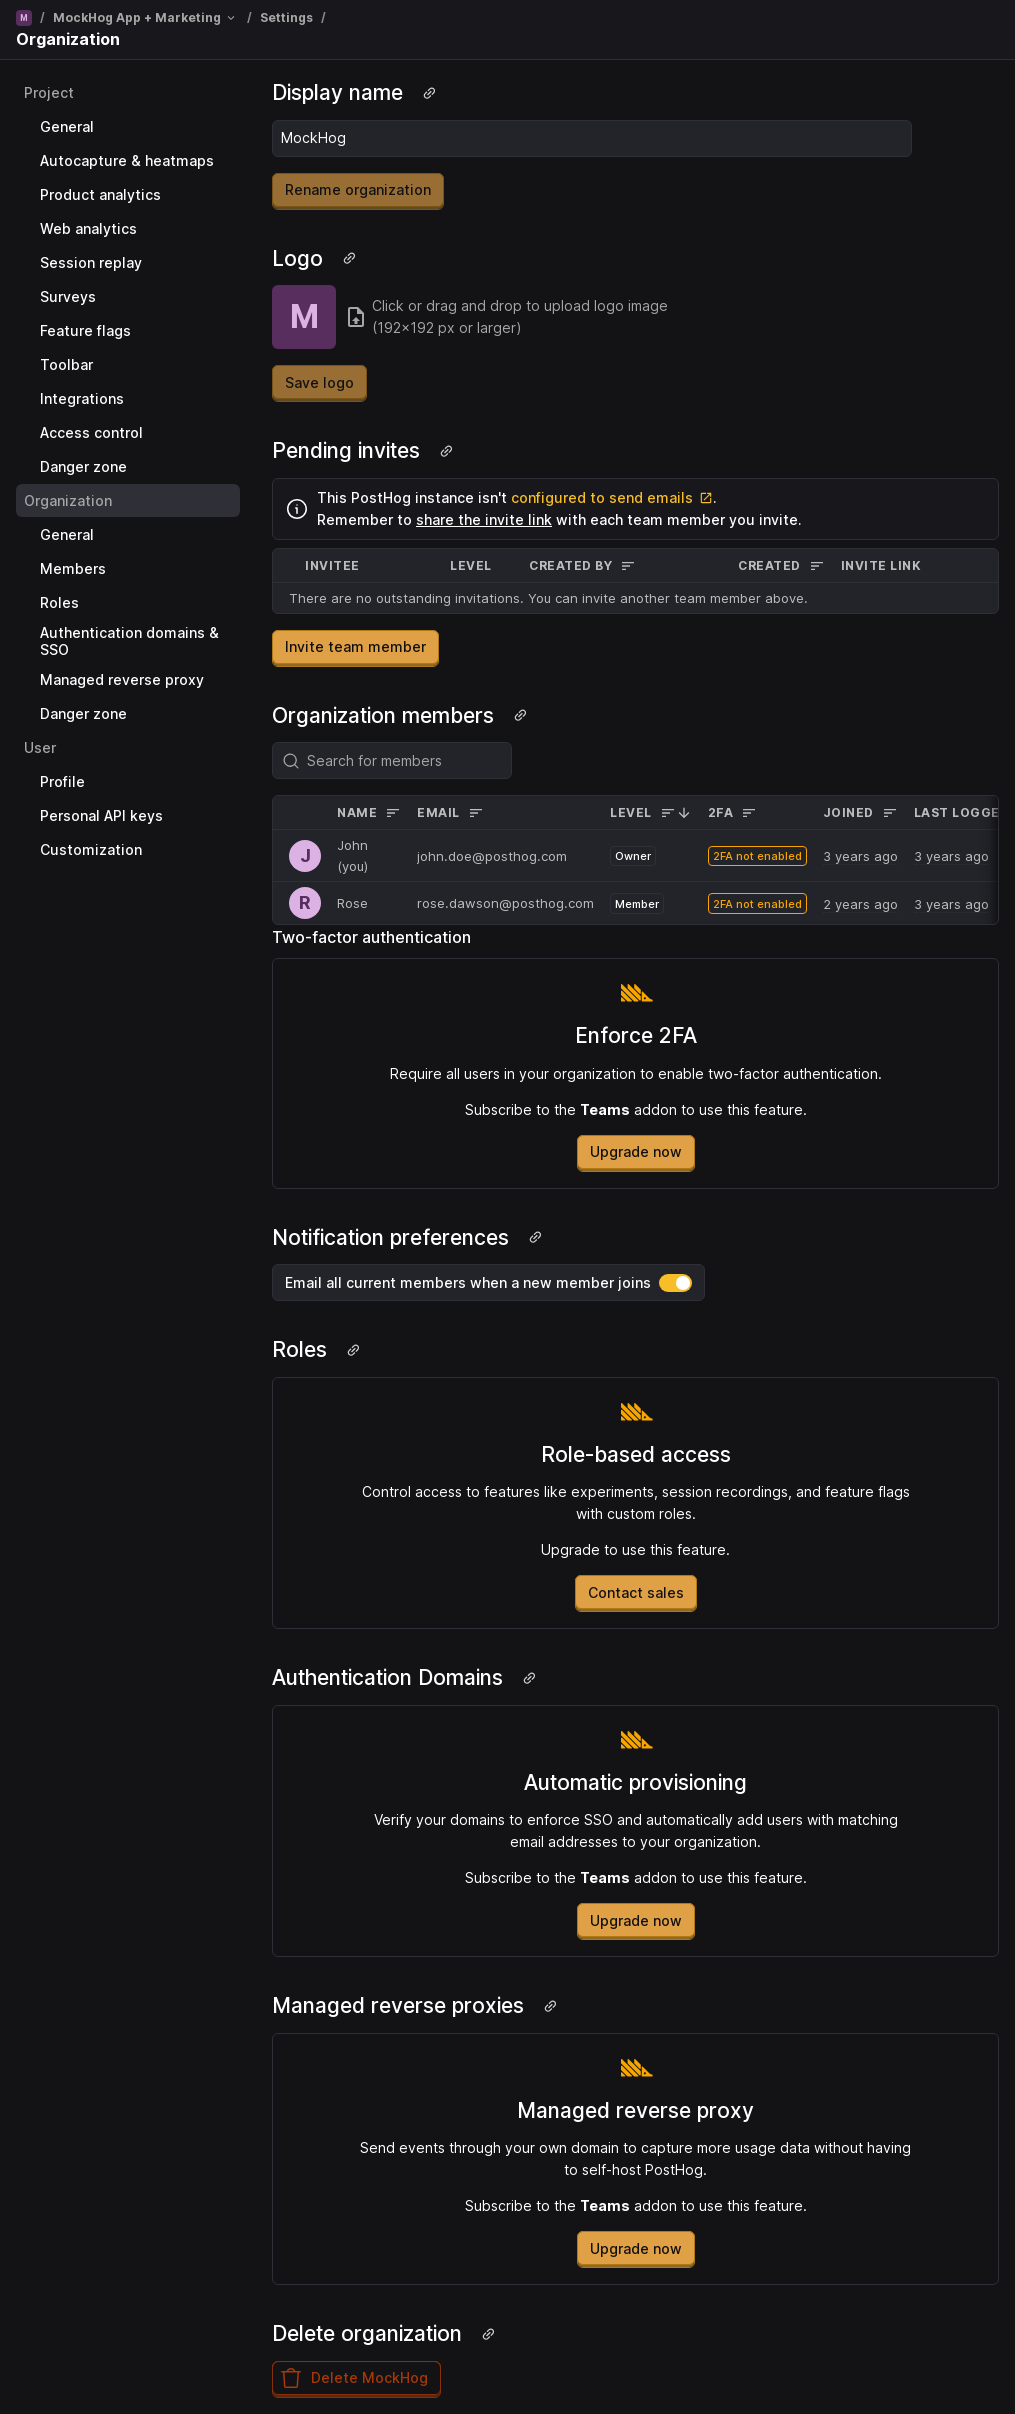 M / MockHog App + Marketing / Settings /
Organization
Project
General
Autocapture & heatmaps
Product analytics
Web analytics
Session replay
Surveys
Feature flags
Toolbar
Integrations
Access control
Danger zone
Organization
General
Members
Roles
Authentication domains &
SSO
Managed reverse proxy
Danger zone
User
Profile
Personal API keys
Customization
Display name
MockHog
Rename organization
Logo
M
Click or drag and drop to upload logo image
(192×192 px or larger)
Save logo
Pending invites
This PostHog instance isn't configured to send emails.
Remember to share the invite link with each team member you invite.
INVITEE LEVEL CREATED BY CREATED INVITE LINK
There are no outstanding invitations. You can invite another team member above.
Invite team member
Organization members
Search for members
NAME EMAIL LEVEL 2FA JOINED LAST LOGGE
J John (you) john.doe@posthog.com Owner 2FA not enabled 3 years ago 3 years ago
R Rose rose.dawson@posthog.com Member 2FA not enabled 2 years ago 3 years ago
Two-factor authentication
Enforce 2FA
Require all users in your organization to enable two-factor authentication.
Subscribe to the Teams addon to use this feature.
Upgrade now
Notification preferences
Email all current members when a new member joins
Roles
Role-based access
Control access to features like experiments, session recordings, and feature flags
with custom roles.
Upgrade to use this feature.
Contact sales
Authentication Domains
Automatic provisioning
Verify your domains to enforce SSO and automatically add users with matching
email addresses to your organization.
Subscribe to the Teams addon to use this feature.
Upgrade now
Managed reverse proxies
Managed reverse proxy
Send events through your own domain to capture more usage data without having
to self-host PostHog.
Subscribe to the Teams addon to use this feature.
Upgrade now
Delete organization
Delete MockHog